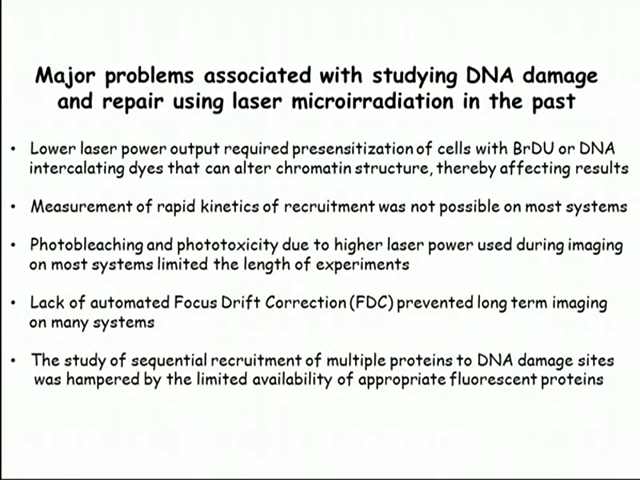 Major problems associated with studying DNA damage
and repair using laser microirradiation in the past
• Lower laser power output required presensitization of cells with BrDU or DNA
intercalating dyes that can alter chromatin structure, thereby affecting results
• Measurement of rapid kinetics of recruitment was not possible on most systems
• Photobleaching and phototoxicity due to higher laser power used during imaging
on most systems limited the length of experiments
• Lack of automated Focus Drift Correction (FDC) prevented long term imaging
on many systems
• The study of sequential recruitment of multiple proteins to DNA damage sites
was hampered by the limited availability of appropriate fluorescent proteins